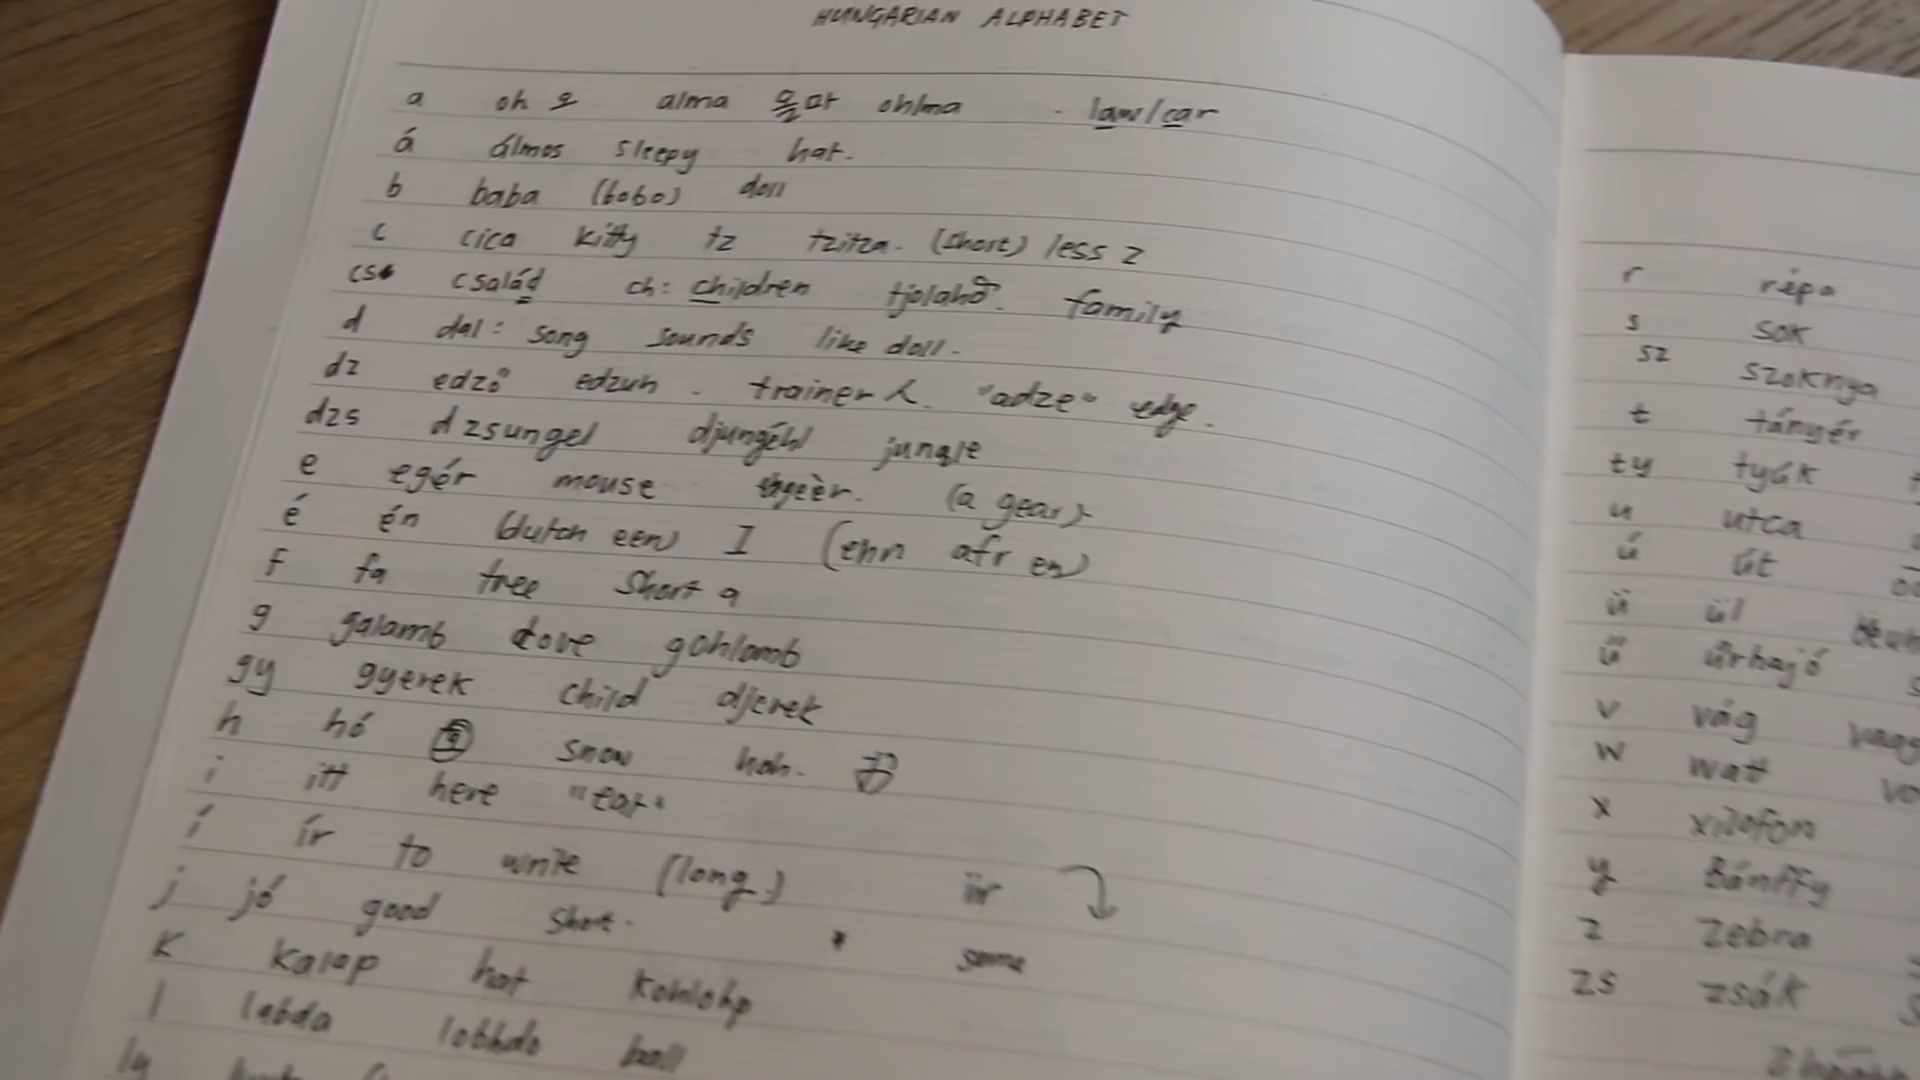 HUNGARIAN ALPHABET
a oh 오 alma 올마 ohlma - law/car
á álmos sleepy hat.
b baba (bobo) doll
c cica kitty tz tzitza. (short) less z
cs család ch: children family
d dal: song sounds like doll.
dz edző edzuh. trainer "adze" edge.
dzs dzsungel djungehl jungle
e egér mouse (a gear)
é én (dutch een) I (ehn afr en)
f fa tree short a
g galamb dove gohlamb
gy gyerek child djerek
h hó snow hoh.
i itt here "eat"
í ír to write (long) iir
j jó good short. same
k kalap hat kohlohp
l labda lobbdo ball
ly
r répa
s sok
sz szoknya
t tányér
ty tyúk
u utca
ú út
ü ül
ű űrhajó
v vág
w watt
x xilofon
y Bánffy
z zebra
zs zsák